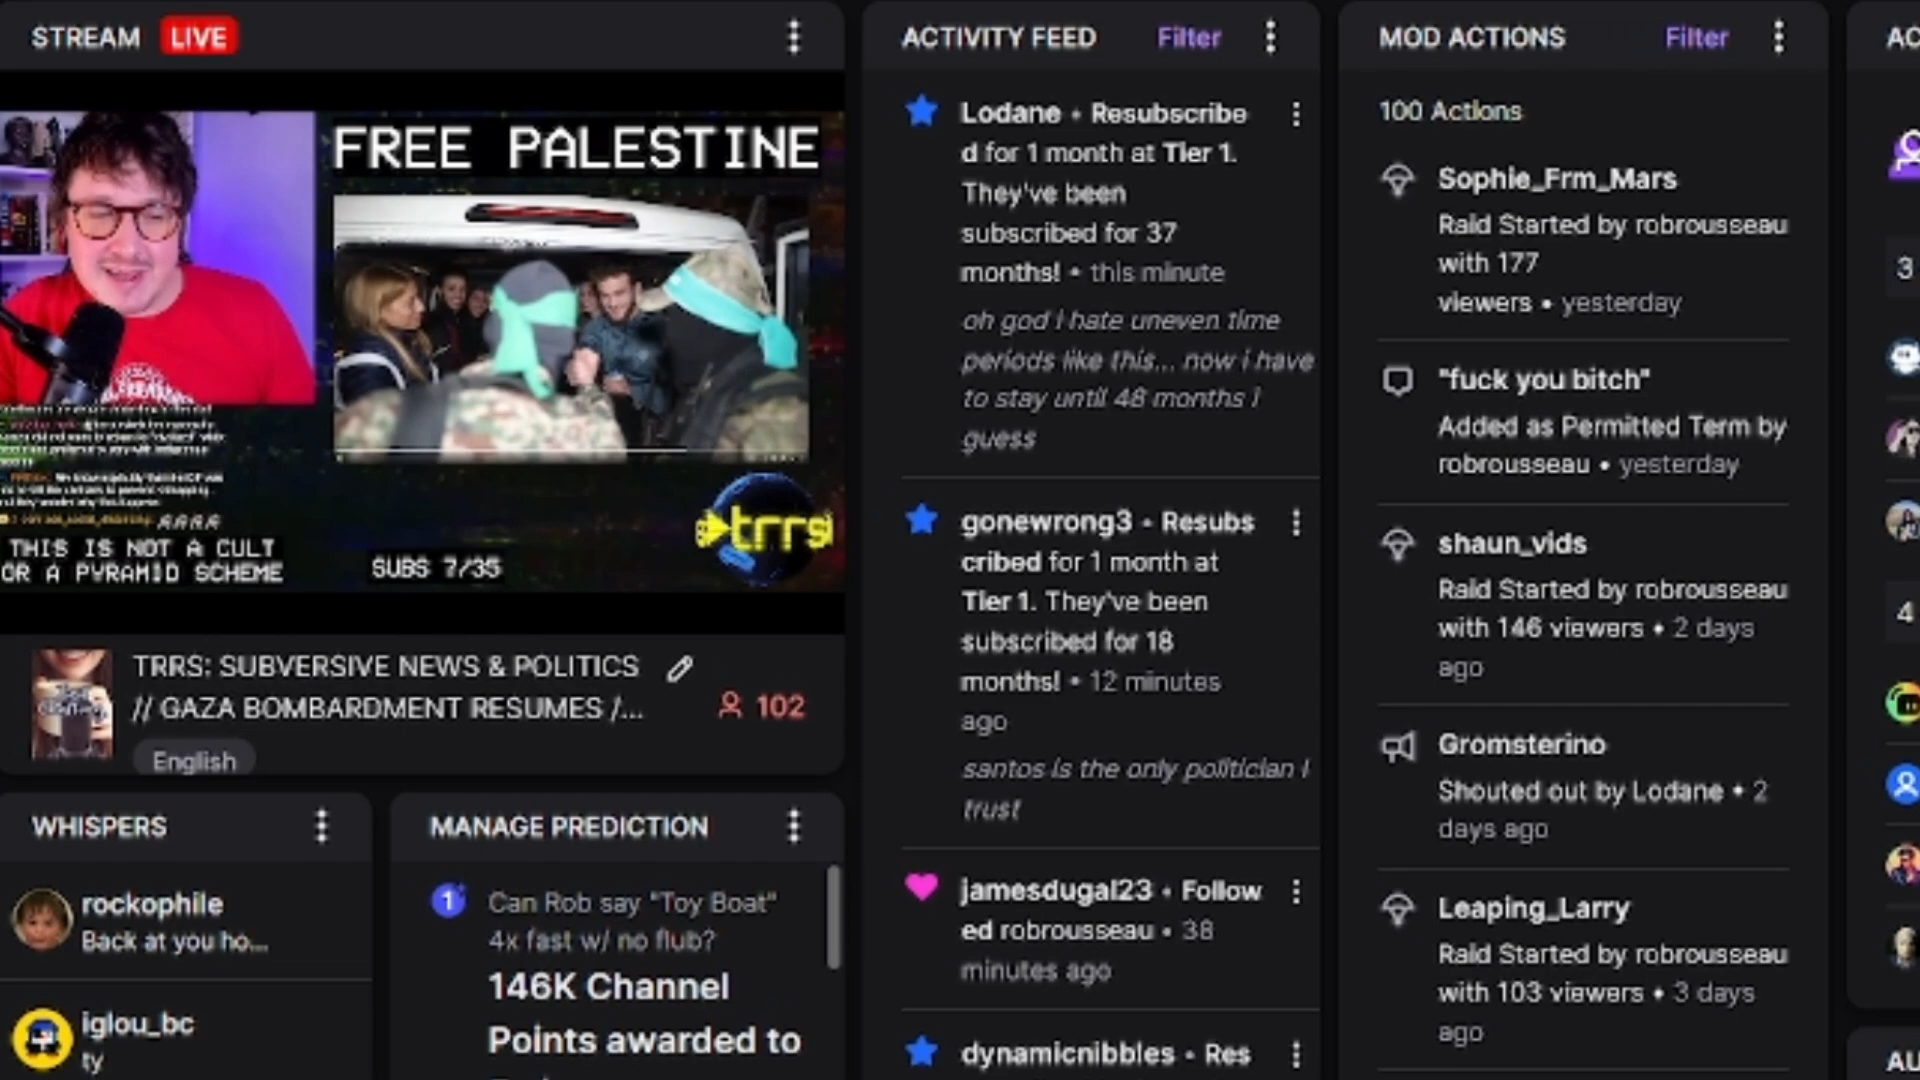 STREAM LIVE
FREE PALESTINE
THIS IS NOT A CULT
OR A PYRAMID SCHEME
SUBS 7/35
trrs
TRRS: SUBVERSIVE NEWS & POLITICS
// GAZA BOMBARDMENT RESUMES /...
102
English
WHISPERS
rockophile
Back at you ho...
iglou_bc
ty
MANAGE PREDICTION
1
Can Rob say "Toy Boat"
4x fast w/ no flub?
146K Channel
Points awarded to
ACTIVITY FEED Filter
Lodane • Resubscribe
d for 1 month at Tier 1.
They've been
subscribed for 37
months! • this minute
oh god i hate uneven time
periods like this... now i have
to stay until 48 months i
guess
gonewrong3 • Resubs
cribed for 1 month at
Tier 1. They've been
subscribed for 18
months! • 12 minutes
ago
santos is the only politician I
trust
jamesdugal23 • Follow
ed robrousseau • 38
minutes ago
dynamicnibbles • Res
MOD ACTIONS Filter
100 Actions
Sophie_Frm_Mars
Raid Started by robrousseau
with 177
viewers • yesterday
"fuck you bitch"
Added as Permitted Term by
robrousseau • yesterday
shaun_vids
Raid Started by robrousseau
with 146 viewers • 2 days
ago
Gromsterino
Shouted out by Lodane • 2
days ago
Leaping_Larry
Raid Started by robrousseau
with 103 viewers • 3 days
ago
AC
3
4
AU